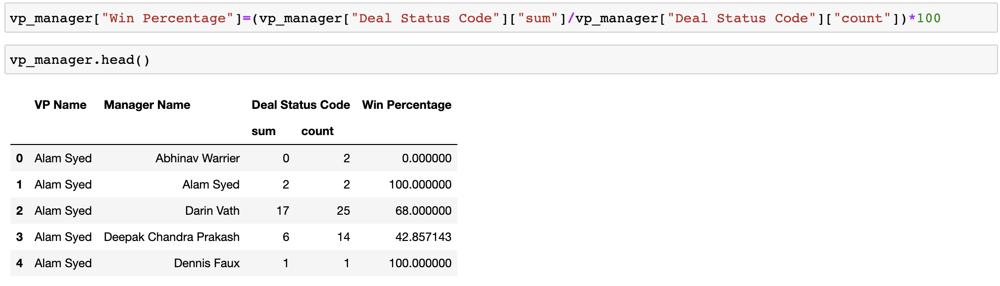 vp_manager["Win Percentage"]=(vp_manager["Deal Status Code"]["sum"]/vp_manager["Deal Status Code"]["count"])*100
vp_manager.head()
VP Name Manager Name Deal Status Code Win Percentage
sum count
0 Alam Syed Abhinav Warrier 0 2 0.000000
1 Alam Syed Alam Syed 2 2 100.000000
2 Alam Syed Darin Vath 17 25 68.000000
3 Alam Syed Deepak Chandra Prakash 6 14 42.857143
4 Alam Syed Dennis Faux 1 1 100.000000